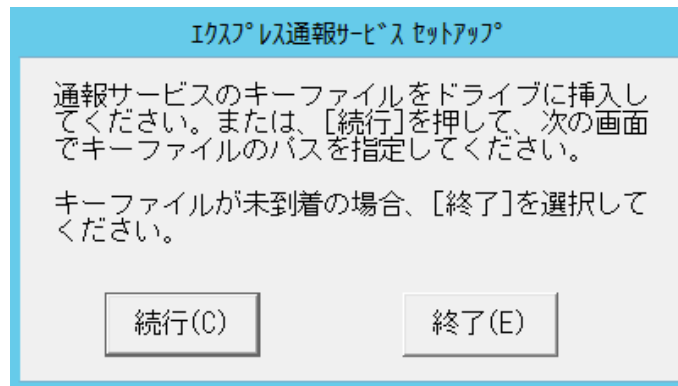 ｴｸｽﾌﾟﾚｽ通報ｻｰﾋﾞｽ ｾｯﾄｱｯﾌﾟ
通報サービスのキーファイルをドライブに挿入し
てください。または、[続行]を押して、次の画面
でキーファイルのパスを指定してください。
キーファイルが未到着の場合、[終了]を選択して
ください。
続行(C)
終了(E)